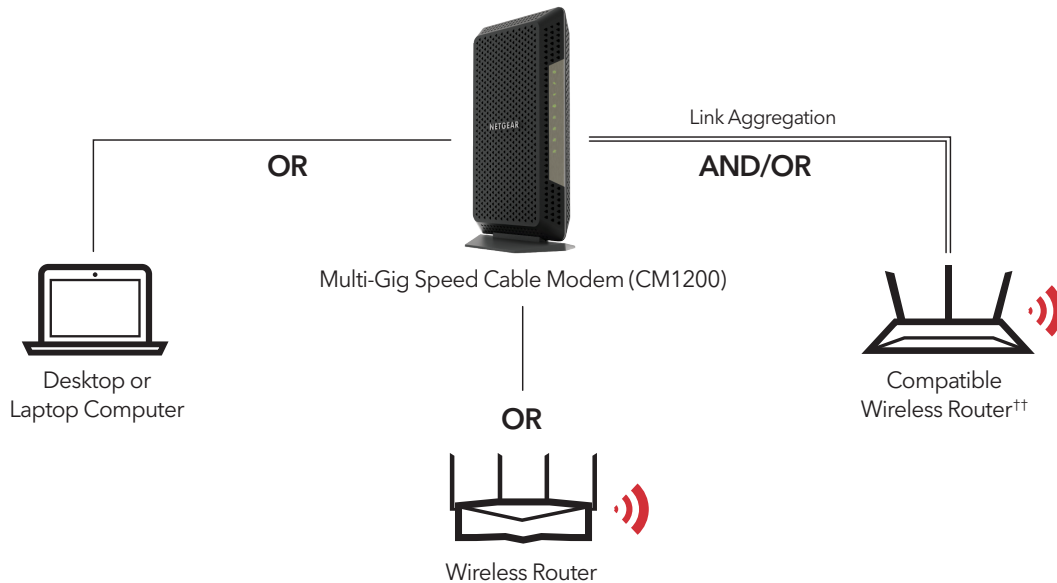 NETGEAR
Link Aggregation
OR
AND/OR
Multi-Gig Speed Cable Modem (CM1200)
Desktop or
Laptop Computer
Compatible
Wireless Router††
OR
Wireless Router